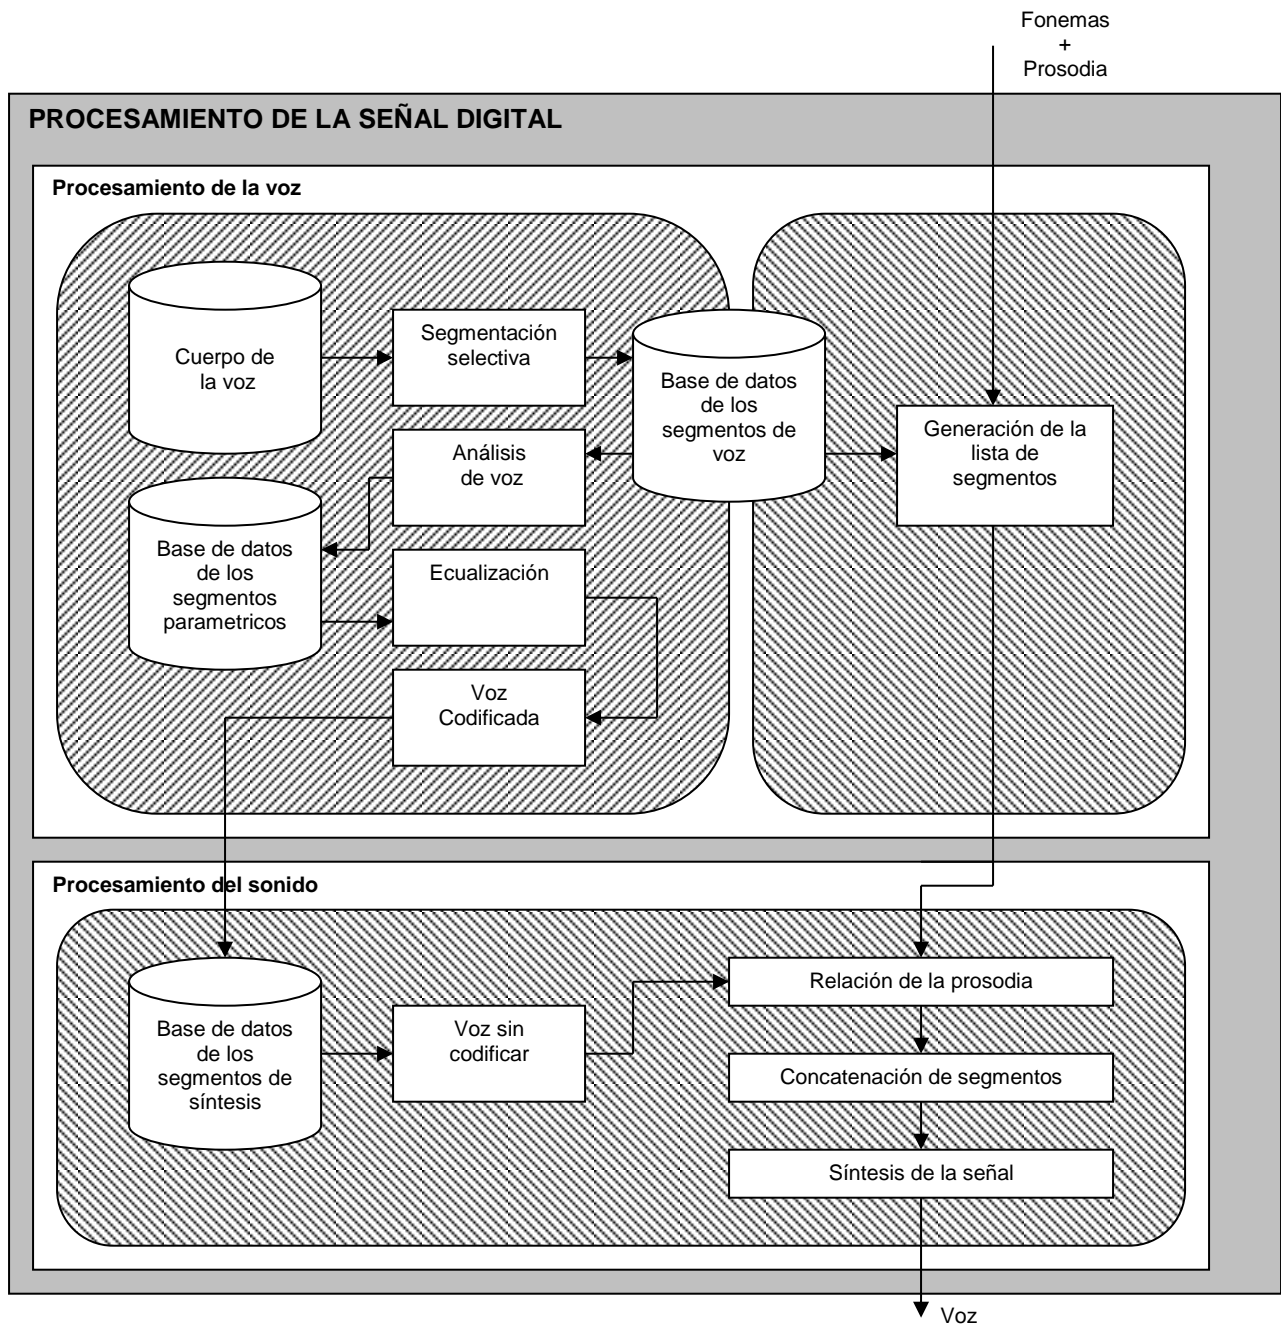 Fonemas
+
Prosodia
PROCESAMIENTO DE LA SEÑAL DIGITAL
Procesamiento de la voz
Cuerpo de
la voz
Segmentación
selectiva
Base de datos
de los
segmentos de
voz
Generación de la
lista de
segmentos
Análisis
de voz
Base de datos
de los
segmentos
parametricos
Ecualización
Voz
Codificada
Procesamiento del sonido
Base de datos
de los
segmentos de
síntesis
Voz sin
codificar
Relación de la prosodia
Concatenación de segmentos
Síntesis de la señal
Voz